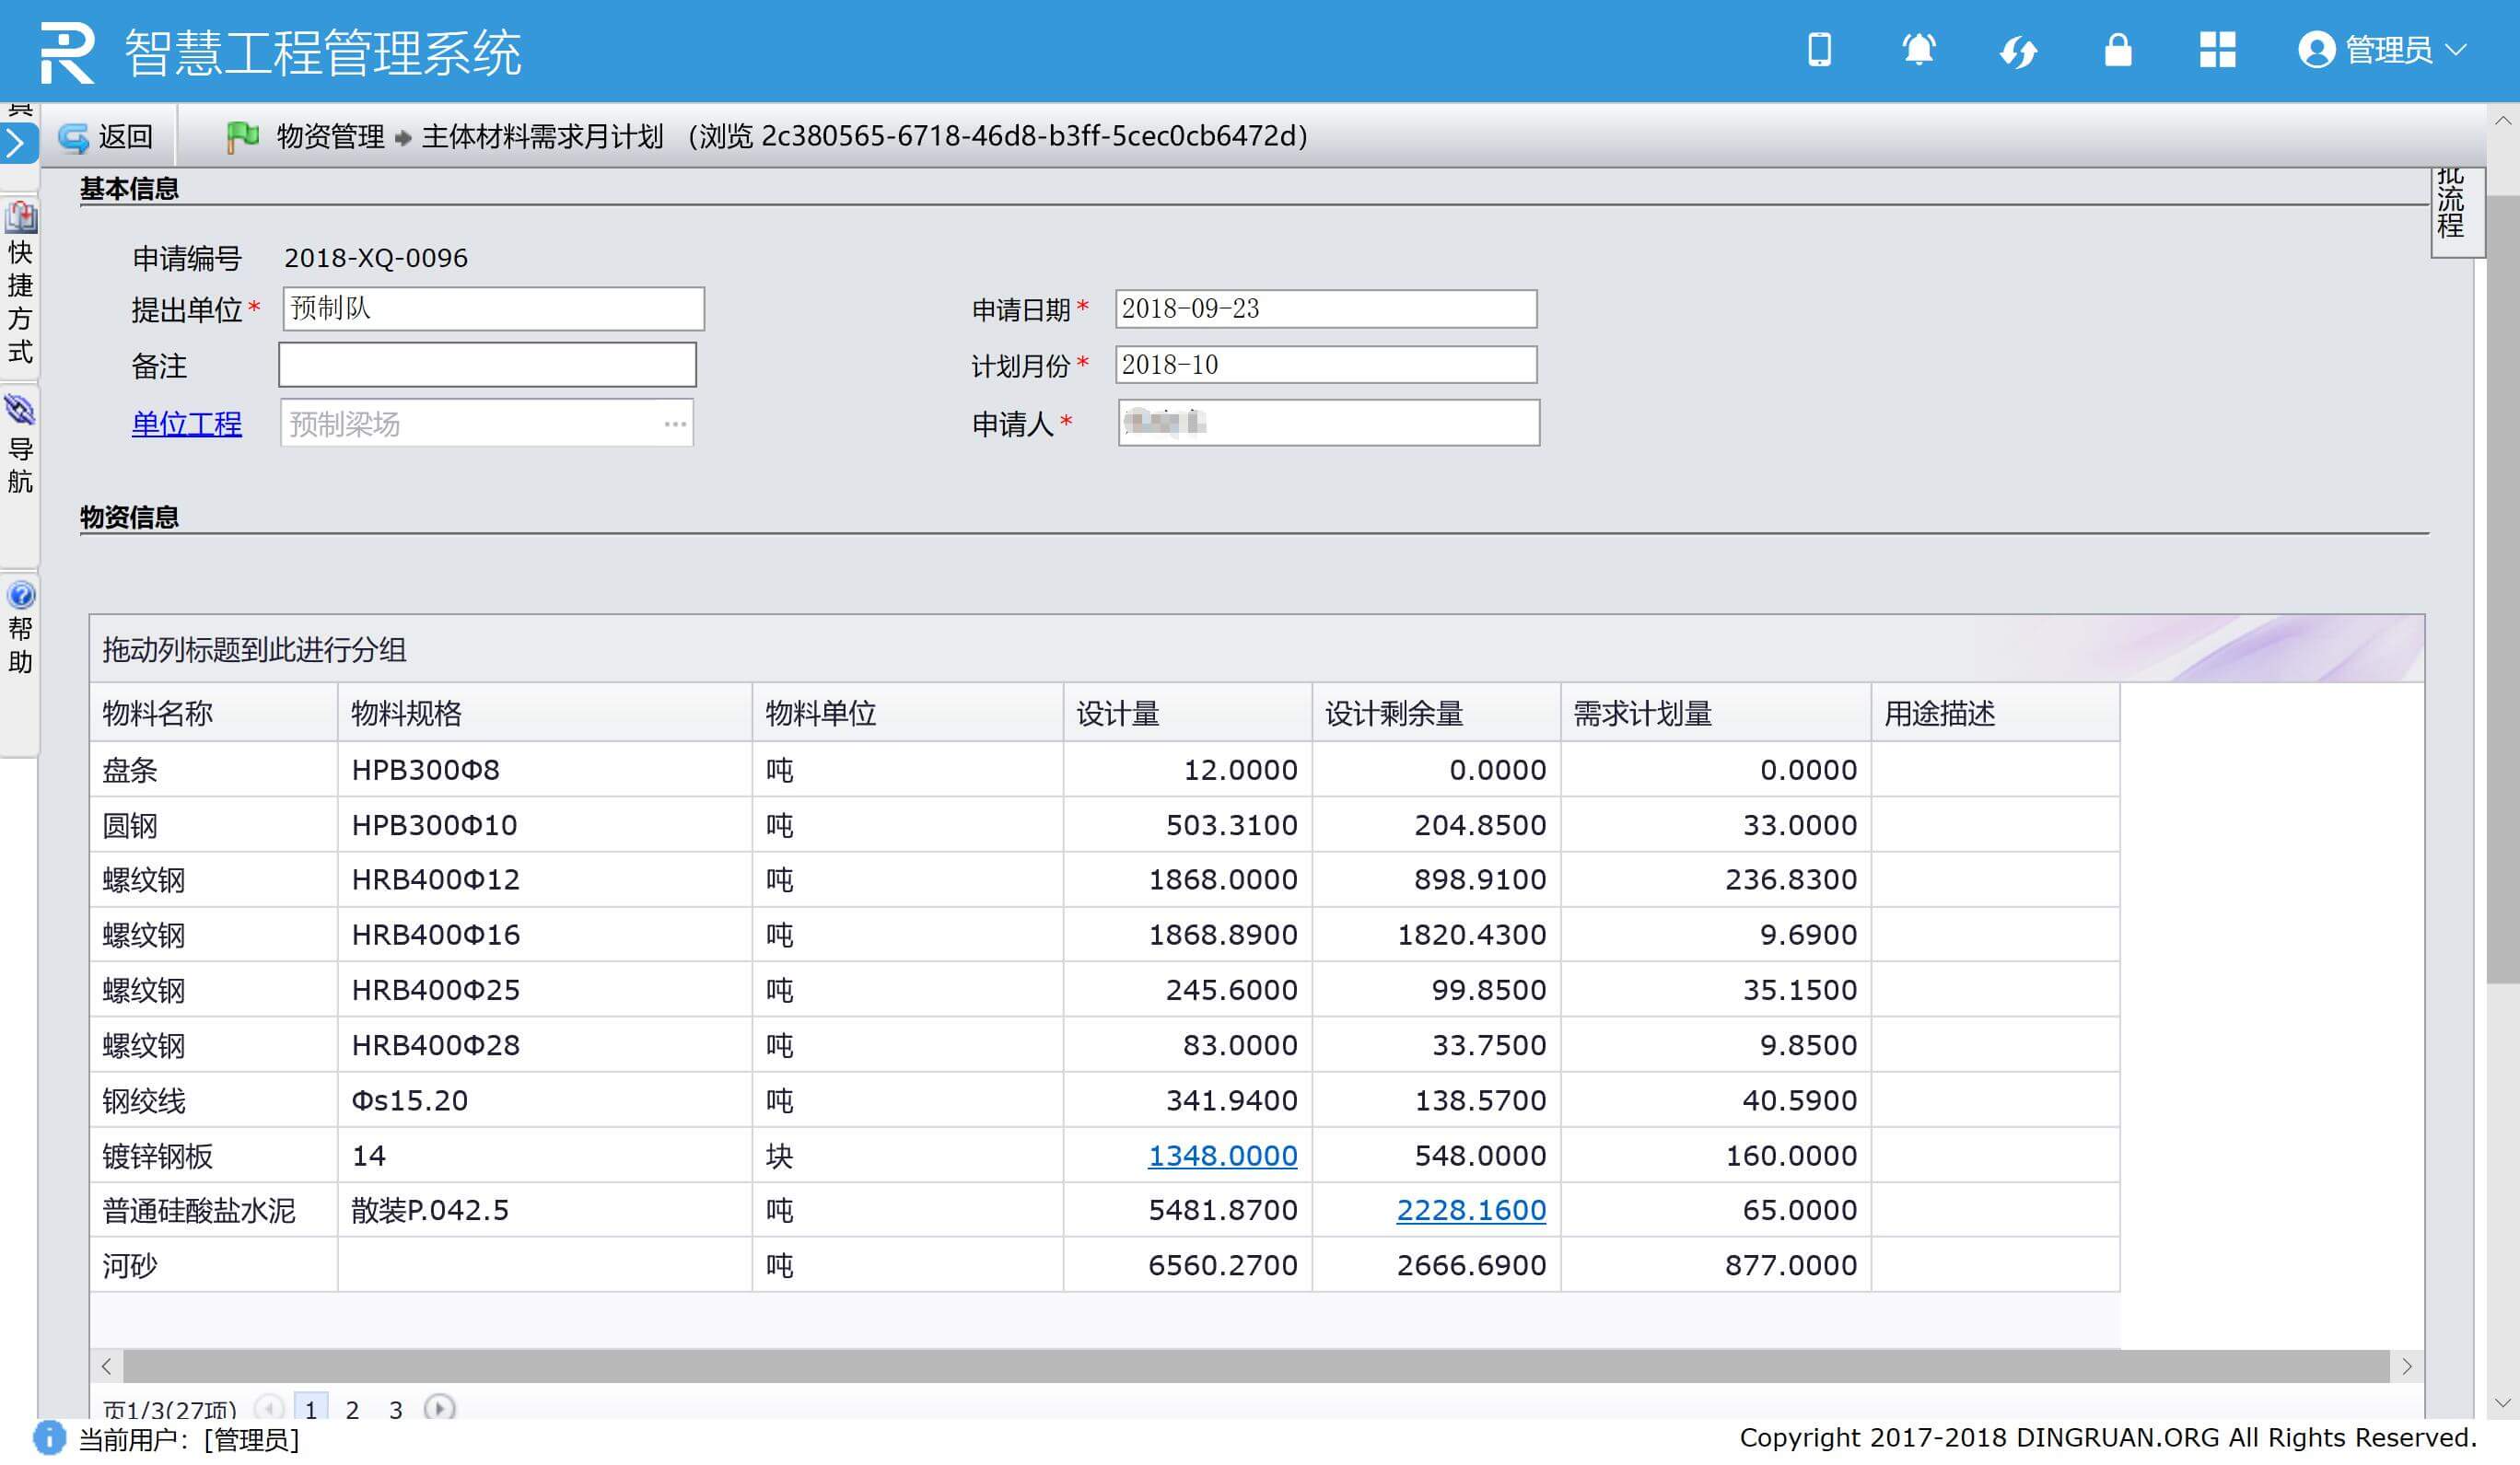 智慧工程管理系统
管理员
返回
物资管理 主体材料需求月计划 （浏览 2c380565-6718-46d8-b3ff-5cec0cb6472d）
快捷方式
导航
帮助
流程
基本信息
申请编号 2018-XQ-0096
提出单位* 预制队 申请日期* 2018-09-23
备注 计划月份* 2018-10
单位工程 预制梁场 ··· 申请人*
物资信息
拖动列标题到此进行分组
物料名称 物料规格 物料单位 设计量 设计剩余量 需求计划量 用途描述
盘条 HPB300Φ8 吨 12.0000 0.0000 0.0000
圆钢 HPB300Φ10 吨 503.3100 204.8500 33.0000
螺纹钢 HRB400Φ12 吨 1868.0000 898.9100 236.8300
螺纹钢 HRB400Φ16 吨 1868.8900 1820.4300 9.6900
螺纹钢 HRB400Φ25 吨 245.6000 99.8500 35.1500
螺纹钢 HRB400Φ28 吨 83.0000 33.7500 9.8500
钢绞线 Φs15.20 吨 341.9400 138.5700 40.5900
镀锌钢板 14 块 1348.0000 548.0000 160.0000
普通硅酸盐水泥 散装P.042.5 吨 5481.8700 2228.1600 65.0000
河砂 吨 6560.2700 2666.6900 877.0000
页1/3(27项) 1 2 3
当前用户：[管理员]
Copyright 2017-2018 DINGRUAN.ORG All Rights Reserved.